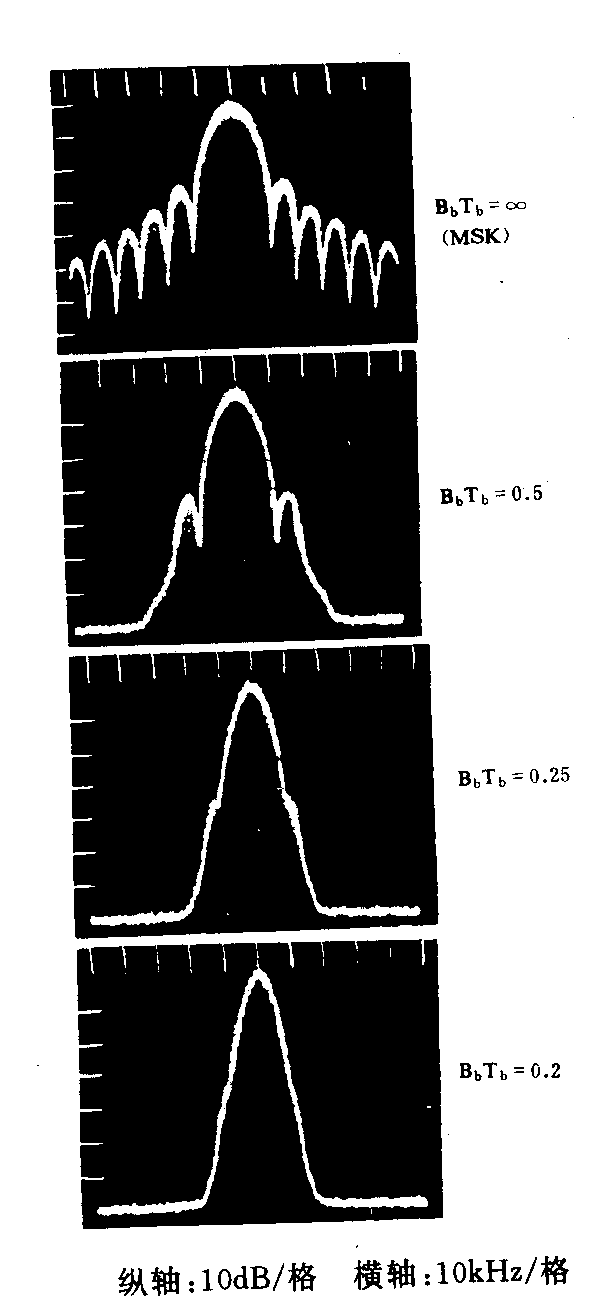 BbTb = ∞
(MSK)
BbTb = 0.5
BbTb = 0.25
BbTb = 0.2
纵轴:10dB/格 横轴:10kHz/格